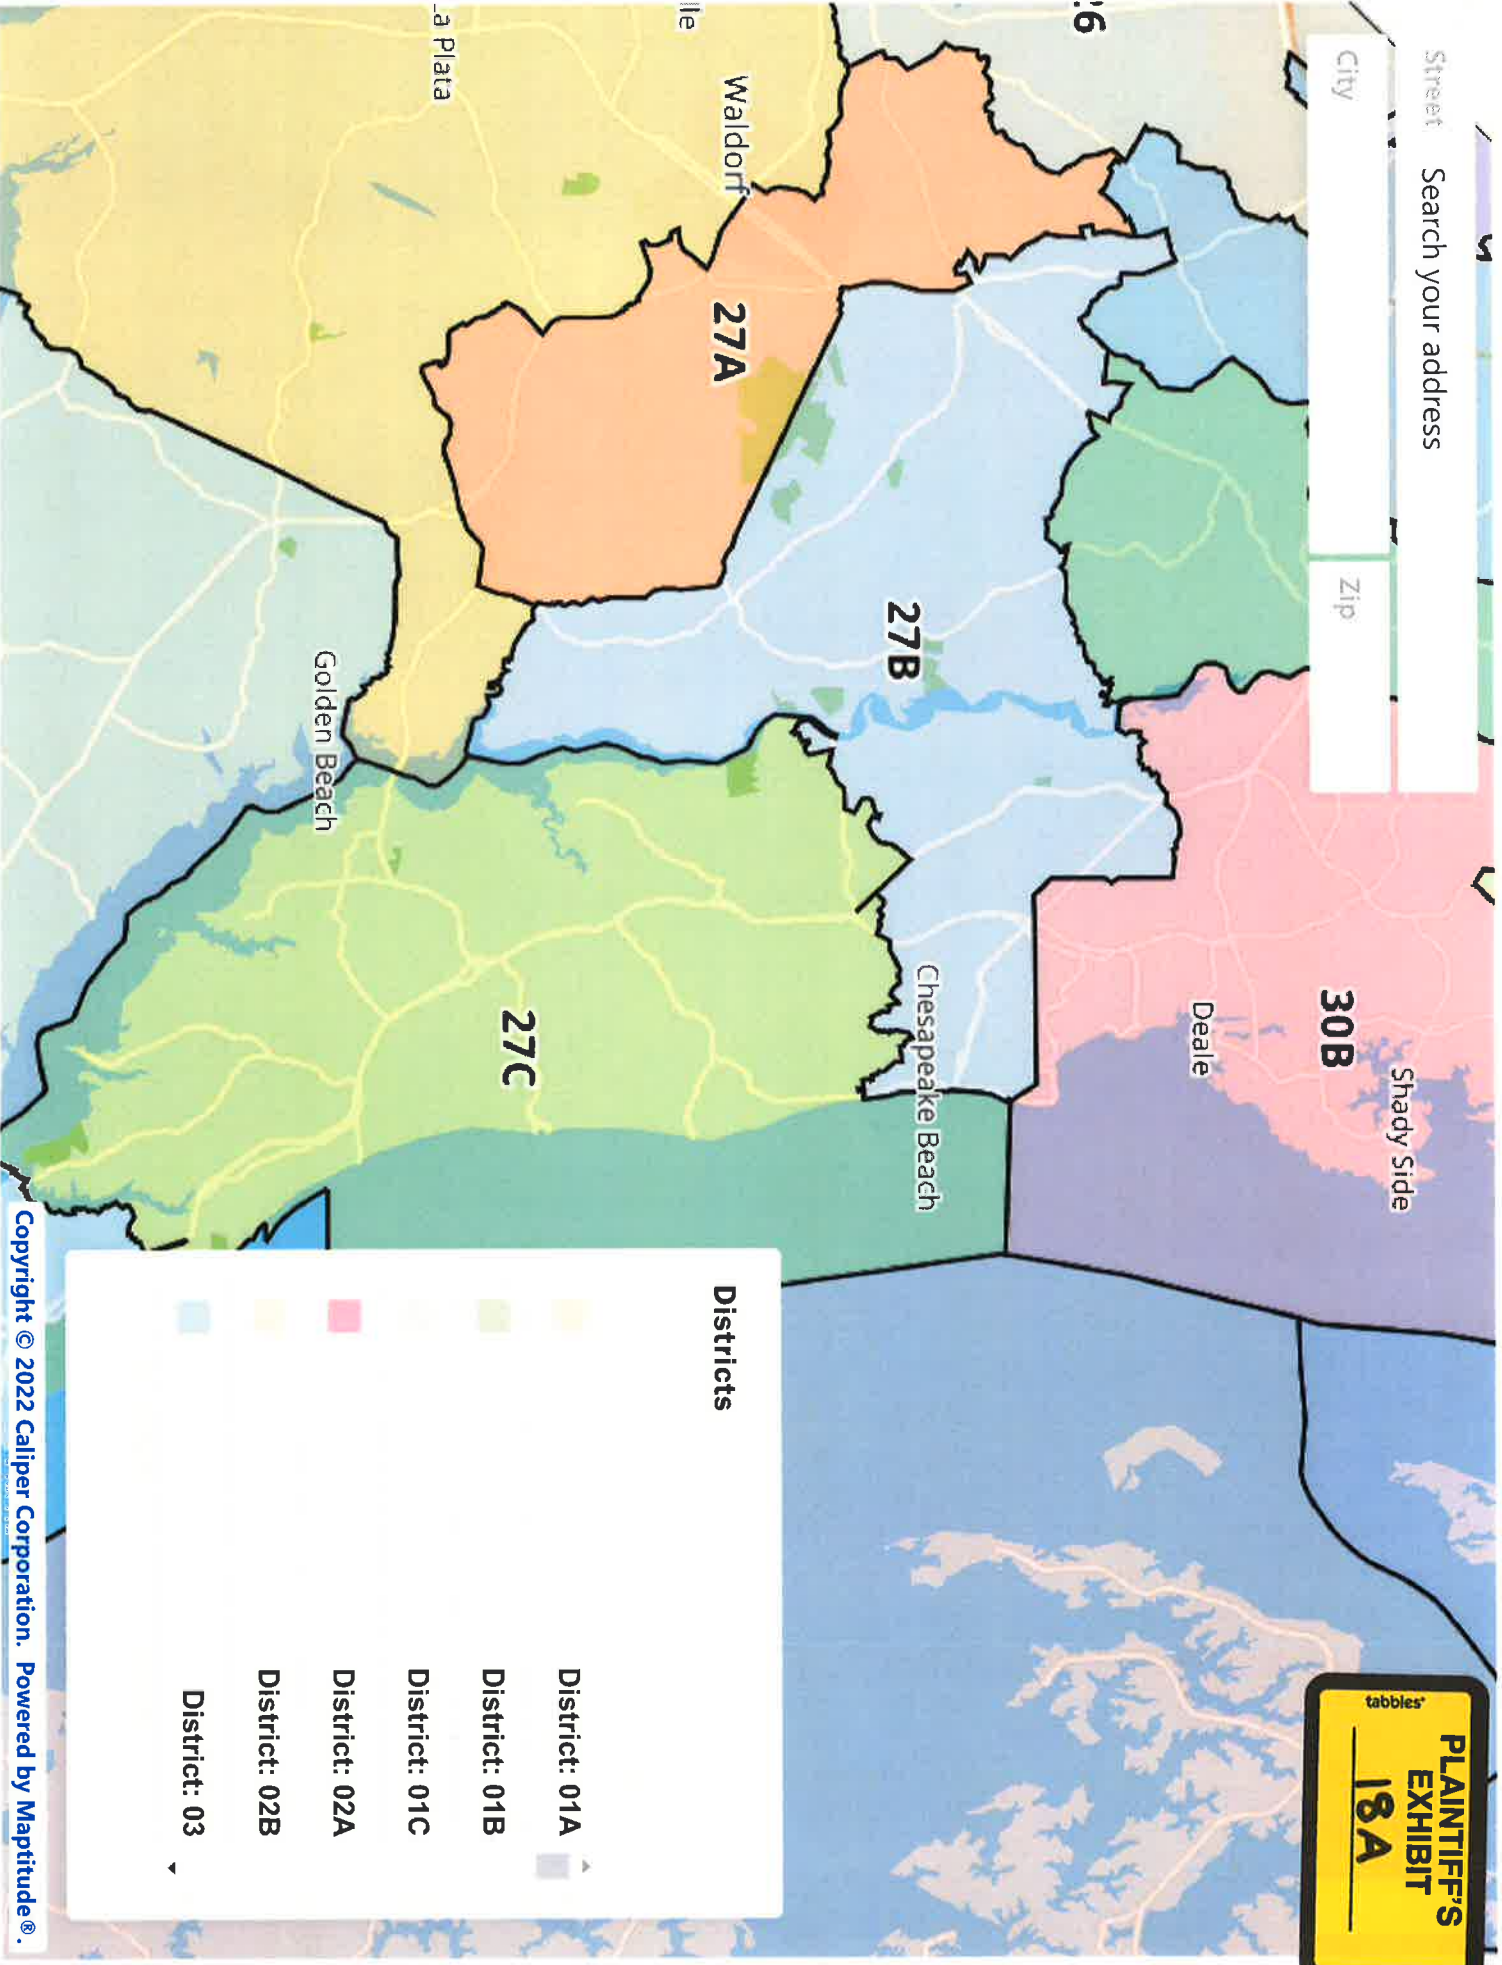 Street
Search your address
City
Zip
PLAINTIFF'S
EXHIBIT
18A
tabbles®
Shady Side
30B
Deale
Chesapeake Beach
27B
27A
Waldorf
27C
Golden Beach
Districts
District: 01A
District: 01B
District: 01C
District: 02A
District: 02B
District: 03
Copyright © 2022 Caliper Corporation. Powered by Maptitude®.